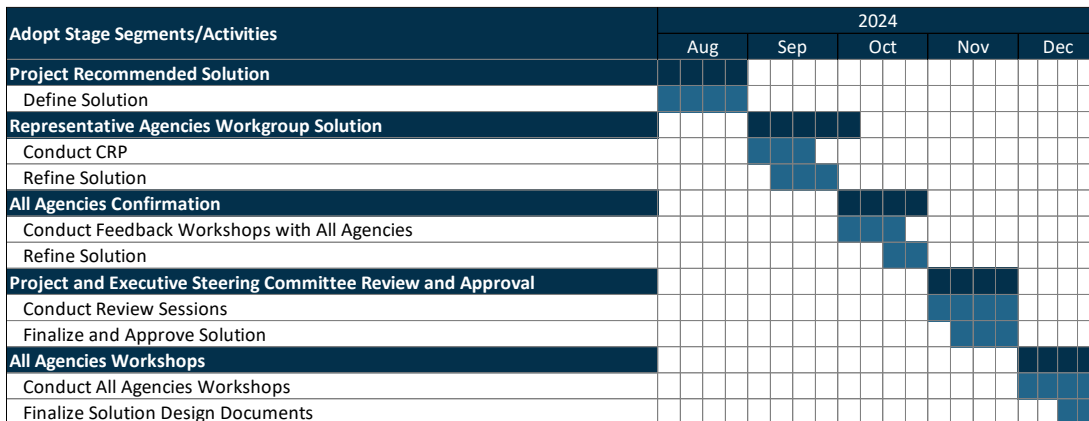 Adopt Stage Segments/Activities
2024
Aug Sep Oct Nov Dec
Project Recommended Solution
Define Solution
Representative Agencies Workgroup Solution
Conduct CRP
Refine Solution
All Agencies Confirmation
Conduct Feedback Workshops with All Agencies
Refine Solution
Project and Executive Steering Committee Review and Approval
Conduct Review Sessions
Finalize and Approve Solution
All Agencies Workshops
Conduct All Agencies Workshops
Finalize Solution Design Documents